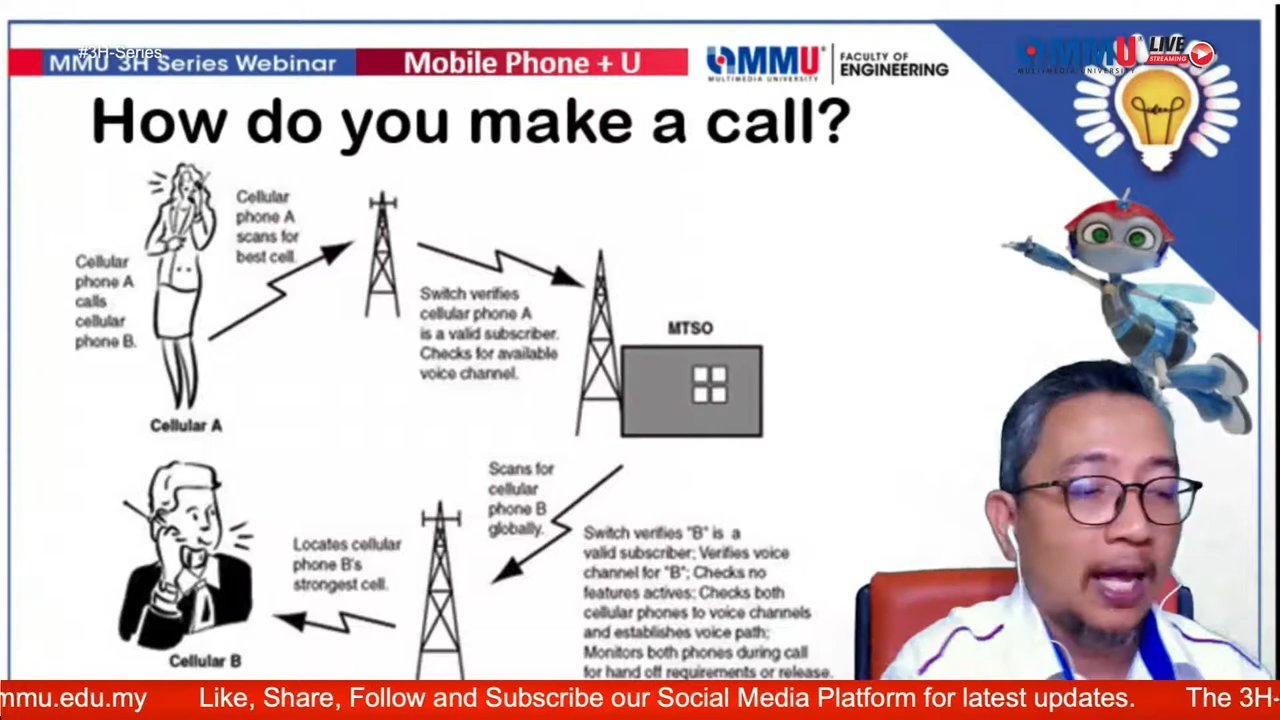 #3H-Series
MMU 3H Series Webinar
Mobile Phone + U
MMU
MULTIMEDIA UNIVERSITY
FACULTY OF
ENGINEERING
MMU
MULTIMEDIA UNIVERSITY
LIVE
STREAMING
How do you make a call?
Cellular
phone A
scans for
best cell.
Cellular
phone A
calls
cellular
phone B.
Cellular A
Switch verifies
cellular phone A
is a valid subscriber.
Checks for available
voice channel.
MTSO
Scans for
cellular
phone B
globally.
Switch verifies "B" is a
valid subscriber; Verifies voice
channel for "B"; Checks no
features actives; Checks both
cellular phones to voice channels
and establishes voice path;
Monitors both phones during call
for hand off requirements or release.
Locates cellular
phone B's
strongest cell.
Cellular B
mmu.edu.my Like, Share, Follow and Subscribe our Social Media Platform for latest updates. The 3H-